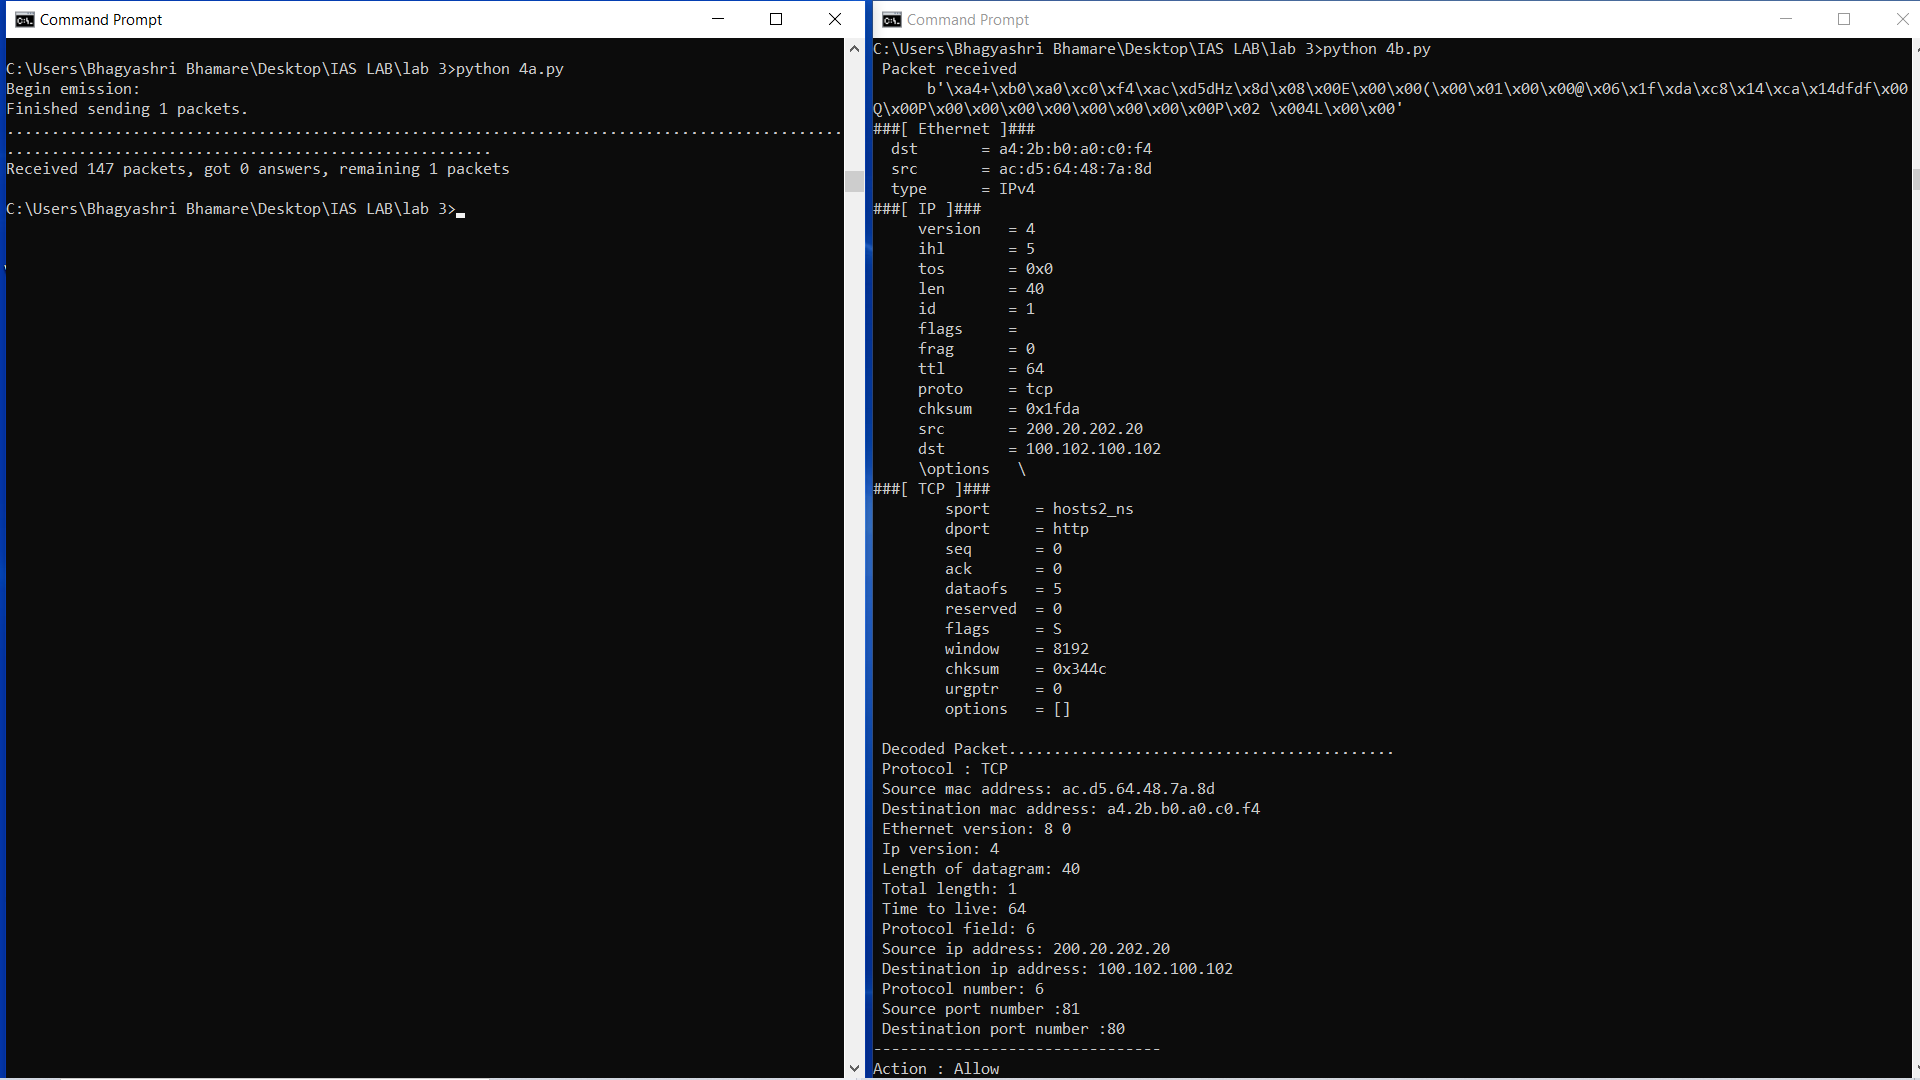 Command Prompt
C:\Users\Bhagyashri Bhamare\Desktop\IAS LAB\lab 3>python 4a.py
Begin emission:
Finished sending 1 packets.
.............................................................................................
......................................................
Received 147 packets, got 0 answers, remaining 1 packets
C:\Users\Bhagyashri Bhamare\Desktop\IAS LAB\lab 3>
Command Prompt
C:\Users\Bhagyashri Bhamare\Desktop\IAS LAB\lab 3>python 4b.py
Packet received
b'\xa4+\xb0\xa0\xc0\xf4\xac\xd5dHz\x8d\x08\x00E\x00\x00(\x00\x01\x00\x00@\x06\x1f\xda\xc8\x14\xca\x14dfdf\x00
Q\x00P\x00\x00\x00\x00\x00\x00\x00\x00P\x02 \x004L\x00\x00'
###[ Ethernet ]###
dst = a4:2b:b0:a0:c0:f4
src = ac:d5:64:48:7a:8d
type = IPv4
###[ IP ]###
version = 4
ihl = 5
tos = 0x0
len = 40
id = 1
flags =
frag = 0
ttl = 64
proto = tcp
chksum = 0x1fda
src = 200.20.202.20
dst = 100.102.100.102
\options \
###[ TCP ]###
sport = hosts2_ns
dport = http
seq = 0
ack = 0
dataofs = 5
reserved = 0
flags = S
window = 8192
chksum = 0x344c
urgptr = 0
options = []
Decoded Packet...........................................
Protocol : TCP
Source mac address: ac.d5.64.48.7a.8d
Destination mac address: a4.2b.b0.a0.c0.f4
Ethernet version: 8 0
Ip version: 4
Length of datagram: 40
Total length: 1
Time to live: 64
Protocol field: 6
Source ip address: 200.20.202.20
Destination ip address: 100.102.100.102
Protocol number: 6
Source port number :81
Destination port number :80
--------------------------------
Action : Allow